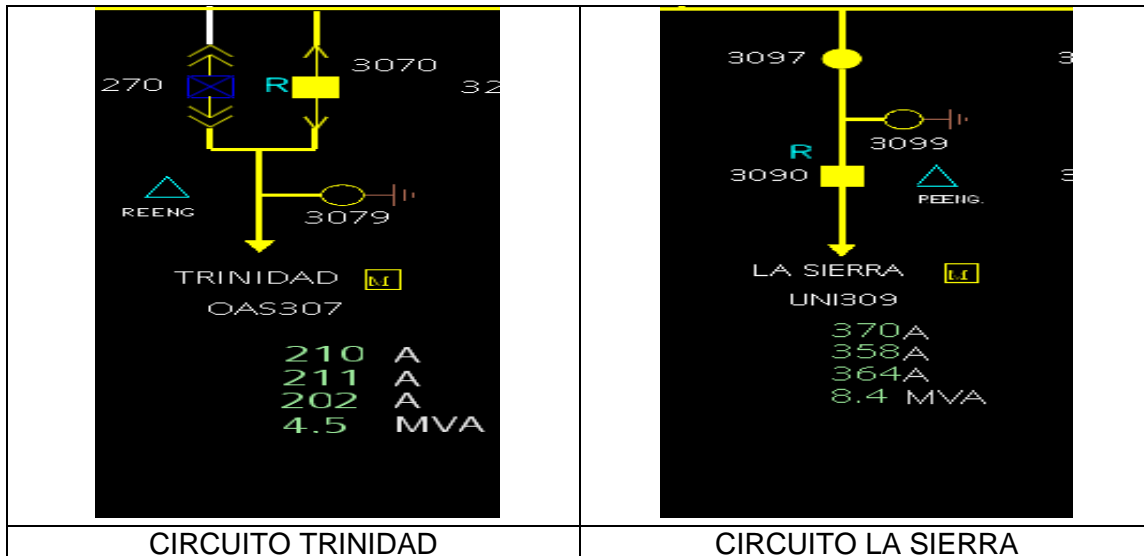 270
R
3070
32
REENG
3079
TRINIDAD M
OAS307
210 A
211 A
202 A
4.5 MVA
CIRCUITO TRINIDAD
3097
3
3099
R
3090
PEENG.
LA SIERRA M
UNI309
370A
358A
364A
8.4 MVA
CIRCUITO LA SIERRA